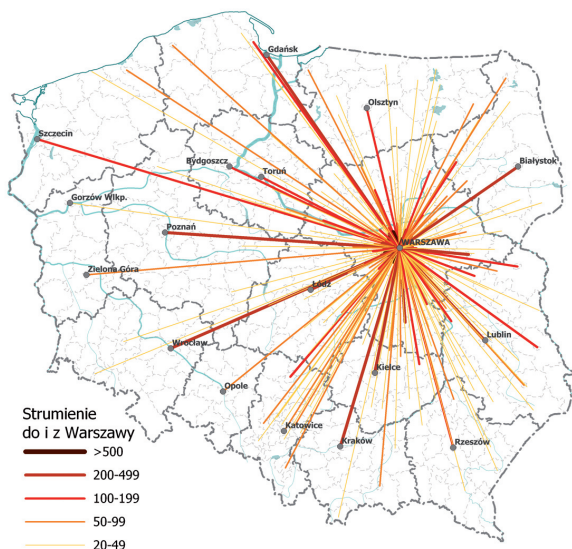 Gdańsk
Olsztyn
Szczecin
Bydgoszcz
Toruń
Białystok
Gorzów Wlkp.
Poznań
WARSZAWA
Zielona Góra
Łódź
Wrocław
Lublin
Kielce
Opole
Katowice
Kraków
Rzeszów
Strumienie
do i z Warszawy
>500
200-499
100-199
50-99
20-49